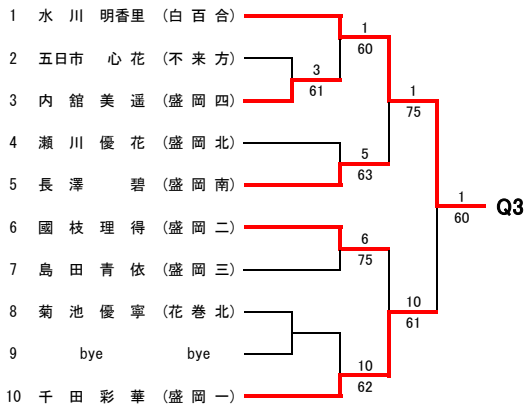 1 水 川 明香里 (白 百 合)
2 五日市 心 花 (不 来 方)
3 内 舘 美 遥 (盛 岡 四)
4 瀬 川 優 花 (盛 岡 北)
5 長 澤 碧 (盛 岡 南)
6 國 枝 理 得 (盛 岡 二)
7 島 田 青 依 (盛 岡 三)
8 菊 池 優 寧 (花 巻 北)
9 bye bye
10 千 田 彩 華 (盛 岡 一)
3
61
1
60
5
63
6
75
10
62
1
75
10
61
1
60
Q3